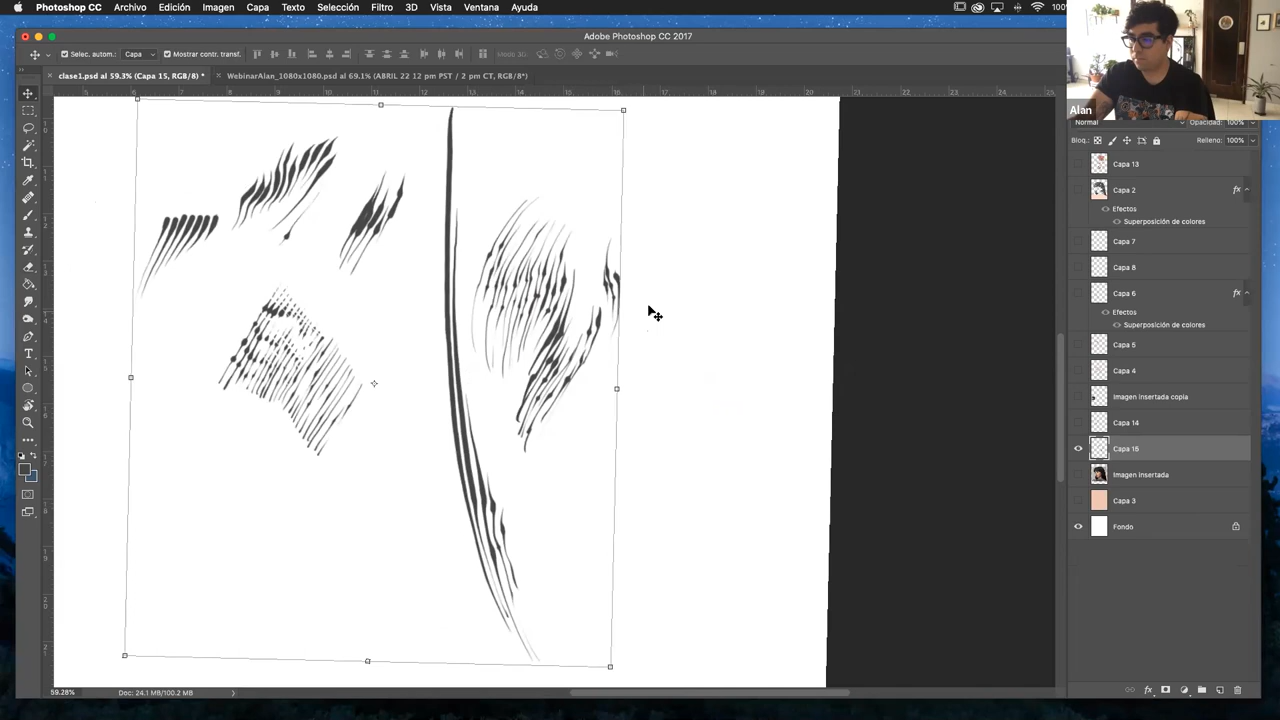 Photoshop CC Archivo Edición Imagen Capa Texto Selección Filtro 3D Vista Ventana Ayuda
Adobe Photoshop CC 2017
Selec. autom.: Capa Mostrar contr. transf. Modo 3D:
clase1.psd al 59.3% (Capa 15, RGB/8) * WebinarAlan_1080x1080.psd al 69.1% (ABRIL 22 12 pm PST / 2 pm CT, RGB/8*)
Alan
Normal Opacidad: 100%
Bloq.: Relleno: 100%
Capa 13
Capa 2 fx
Efectos
Superposición de colores
Capa 7
Capa 8
Capa 6 fx
Efectos
Superposición de colores
Capa 5
Capa 4
Imagen insertada copia
Capa 14
Capa 15
Imagen insertada
Capa 3
Fondo
59.28% Doc: 24.1 MB/100.2 MB